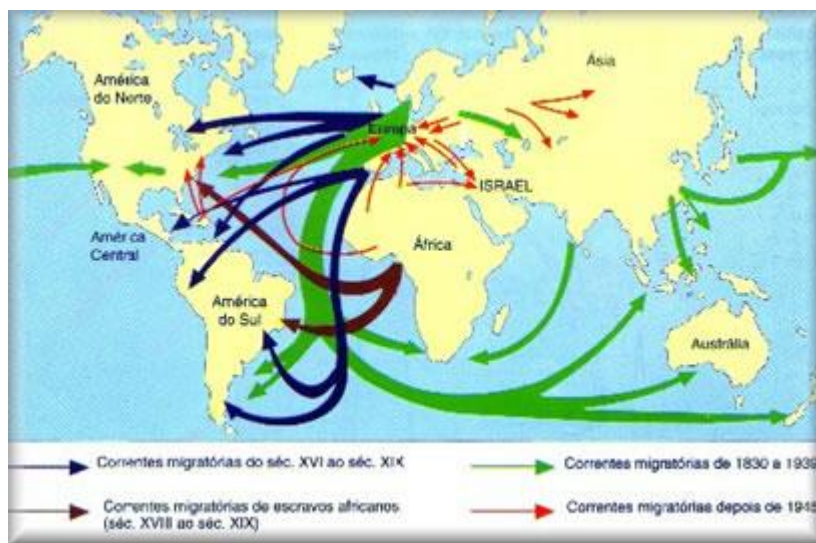 América
do Norte
Ásia
Europa
ISRAEL
América
Central
África
América
do Sul
Austrália
Correntes migratórias do séc. XVI ao séc. XIX
Correntes migratórias de 1830 a 1939
Correntes migratórias de escravos africanos
(séc. XVIII ao séc. XIX)
Correntes migratórias depois de 1945